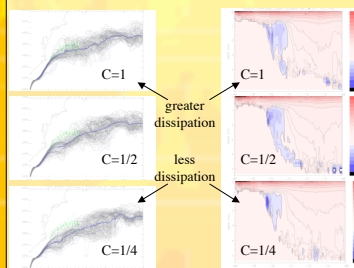 C=1
C=1
greater
dissipation
C=1/2
C=1/2
less
dissipation
C=1/4
C=1/4